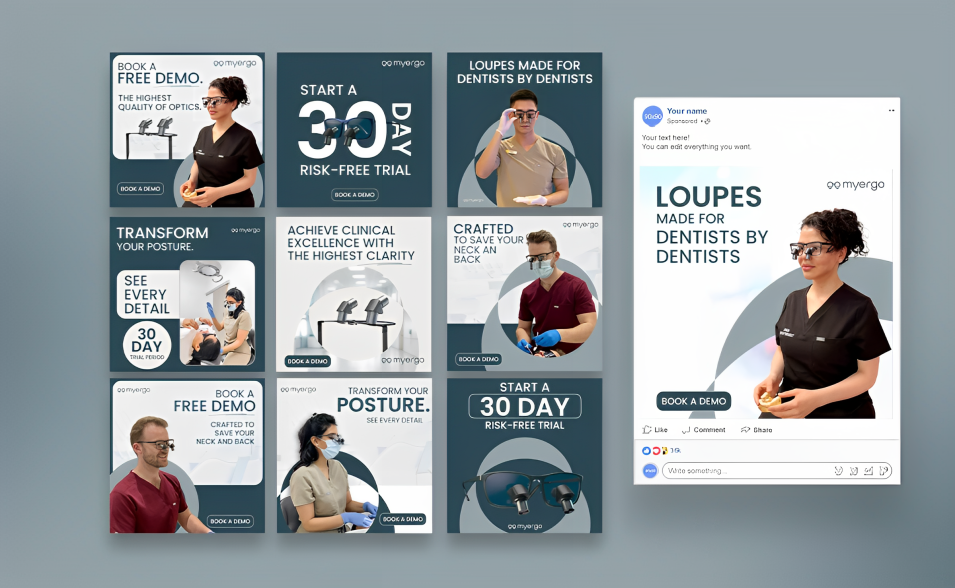 BOOK A
FREE DEMO.
myergo
THE HIGHEST
QUALITY OF OPTICS.
BOOK A DEMO
myergo
START A
30 DAY
RISK-FREE TRIAL
BOOK A DEMO
LOUPES MADE FOR
DENTISTS BY DENTISTS
myergo
TRANSFORM
YOUR POSTURE.
myergo
SEE
EVERY
DETAIL
30
DAY
TRIAL PERIOD
ACHIEVE CLINICAL
EXCELLENCE WITH
THE HIGHEST CLARITY
BOOK A DEMO
myergo
CRAFTED
TO SAVE YOUR
NECK AN
BACK
BOOK A DEMO
myergo
BOOK A
FREE DEMO
CRAFTED TO
SAVE YOUR
NECK AND BACK
BOOK A DEMO
myergo
TRANSFORM YOUR
POSTURE.
SEE EVERY DETAIL
BOOK A DEMO
START A
30 DAY
RISK-FREE TRIAL
myergo
90x90
Your name
Sponsored
Your text here!
You can edit everything you want.
myergo
LOUPES
MADE FOR
DENTISTS BY
DENTISTS
BOOK A DEMO
Like Comment Share
Write something...